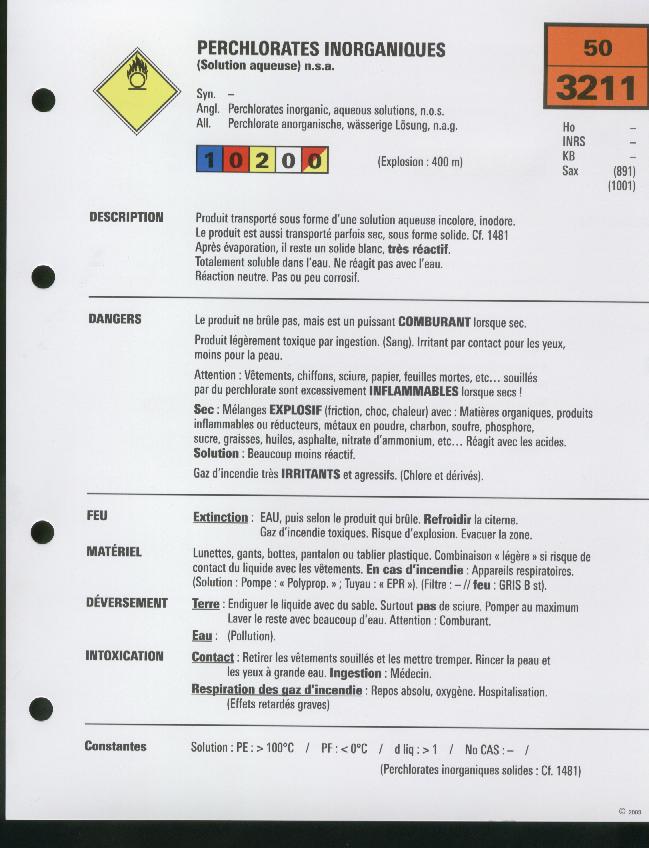 PERCHLORATES INORGANIQUES
(Solution aqueuse) n.s.a.
50
3211
Syn. –
Angl. Perchlorates inorganic, aqueous solutions, n.o.s.
All. Perchlorate anorganische, wässerige Lösung, n.a.g.
1 0 2 0 0 (Explosion : 400 m)
Ho –
INRS –
KB –
Sax (891)
(1001)
DESCRIPTION Produit transporté sous forme d'une solution aqueuse incolore, inodore.
Le produit est aussi transporté parfois sec, sous forme solide. Cf. 1481
Après évaporation, il reste un solide blanc, très réactif.
Totalement soluble dans l'eau. Ne réagit pas avec l'eau.
Réaction neutre. Pas ou peu corrosif.
DANGERS Le produit ne brûle pas, mais est un puissant COMBURANT lorsque sec.
Produit légèrement toxique par ingestion. (Sang). Irritant par contact pour les yeux,
moins pour la peau.
Attention : Vêtements, chiffons, sciure, papier, feuilles mortes, etc... souillés
par du perchlorate sont excessivement INFLAMMABLES lorsque secs !
Sec : Mélanges EXPLOSIF (friction, choc, chaleur) avec : Matières organiques, produits
inflammables ou réducteurs, métaux en poudre, charbon, soufre, phosphore,
sucre, graisses, huiles, asphalte, nitrate d'ammonium, etc... Réagit avec les acides.
Solution : Beaucoup moins réactif.
Gaz d'incendie très IRRITANTS et agressifs. (Chlore et dérivés).
FEU Extinction : EAU, puis selon le produit qui brûle. Refroidir la citerne.
Gaz d'incendie toxiques. Risque d'explosion. Evacuer la zone.
MATÉRIEL Lunettes, gants, bottes, pantalon ou tablier plastique. Combinaison « légère » si risque de
contact du liquide avec les vêtements. En cas d'incendie : Appareils respiratoires.
(Solution : Pompe : « Polyprop. » ; Tuyau : « EPR »). (Filtre : – // feu : GRIS B st).
DÉVERSEMENT Terre : Endiguer le liquide avec du sable. Surtout pas de sciure. Pomper au maximum
Laver le reste avec beaucoup d'eau. Attention : Comburant.
Eau : (Pollution).
INTOXICATION Contact : Retirer les vêtements souillés et les mettre tremper. Rincer la peau et
les yeux à grande eau. Ingestion : Médecin.
Respiration des gaz d'incendie : Repos absolu, oxygène. Hospitalisation.
(Effets retardés graves)
Constantes Solution : PE : > 100°C / PF : < 0°C / d liq : > 1 / No CAS : – /
(Perchlorates inorganiques solides : Cf. 1481)
© 2003